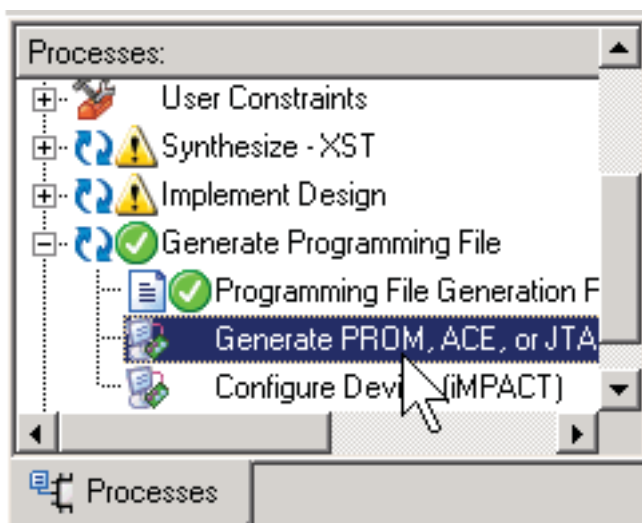 Processes:
User Constraints
Synthesize - XST
Implement Design
Generate Programming File
Programming File Generation F
Generate PROM, ACE, or JTA
Configure Devi (iMPACT)
Processes